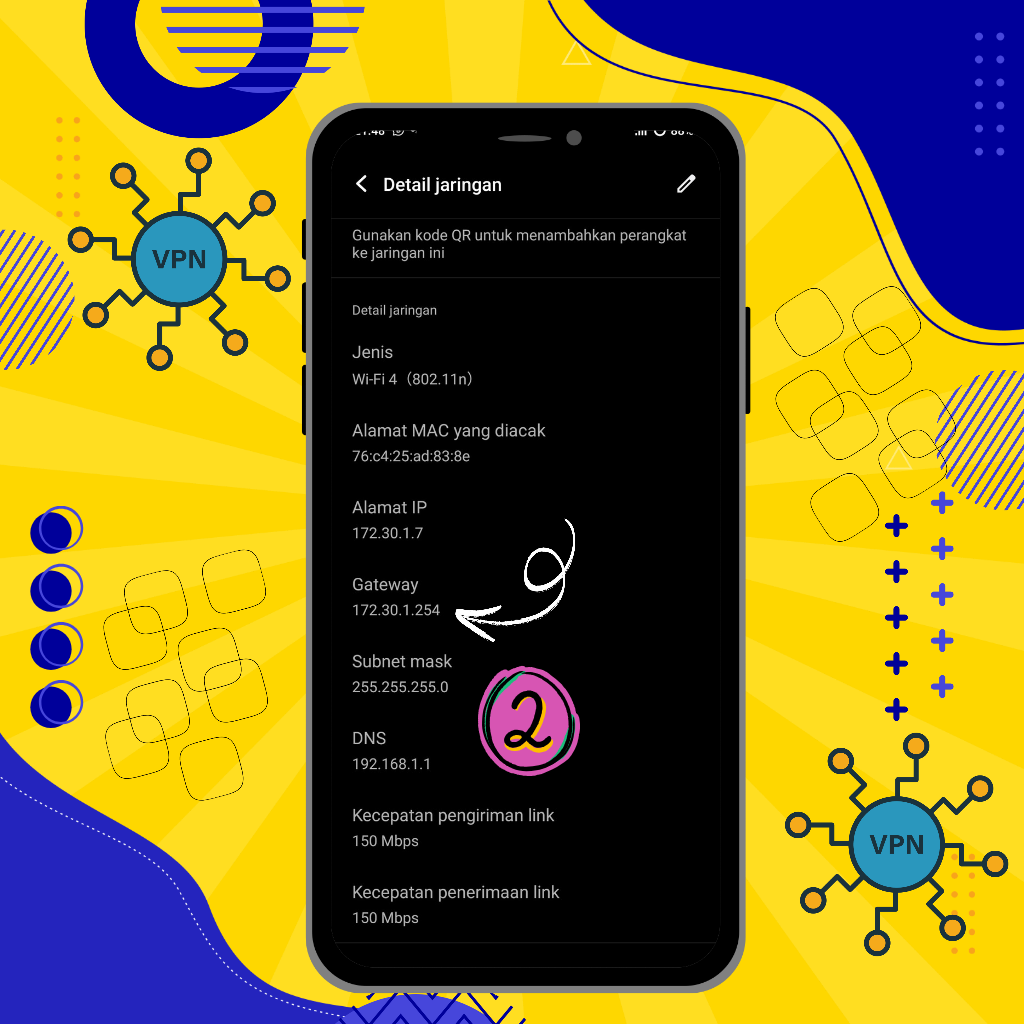 Detail jaringan
Gunakan kode QR untuk menambahkan perangkat
ke jaringan ini
Detail jaringan
Jenis
Wi-Fi 4（802.11n）
Alamat MAC yang diacak
76:c4:25:ad:83:8e
Alamat IP
172.30.1.7
Gateway
172.30.1.254
Subnet mask
255.255.255.0
2
DNS
192.168.1.1
Kecepatan pengiriman link
150 Mbps
Kecepatan penerimaan link
150 Mbps
VPN
VPN